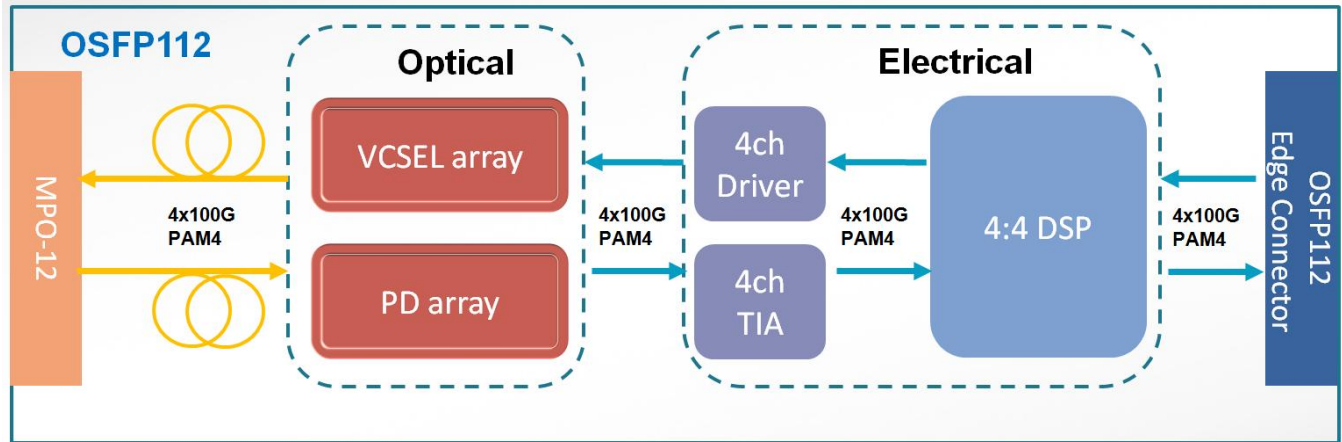 OSFP112
Optical
Electrical
MPO-12
VCSEL array
4ch
Driver
4x100G
PAM4
4x100G
PAM4
4x100G
PAM4
4:4 DSP
4x100G
PAM4
PD array
4ch
TIA
OSFP112
Edge Connector